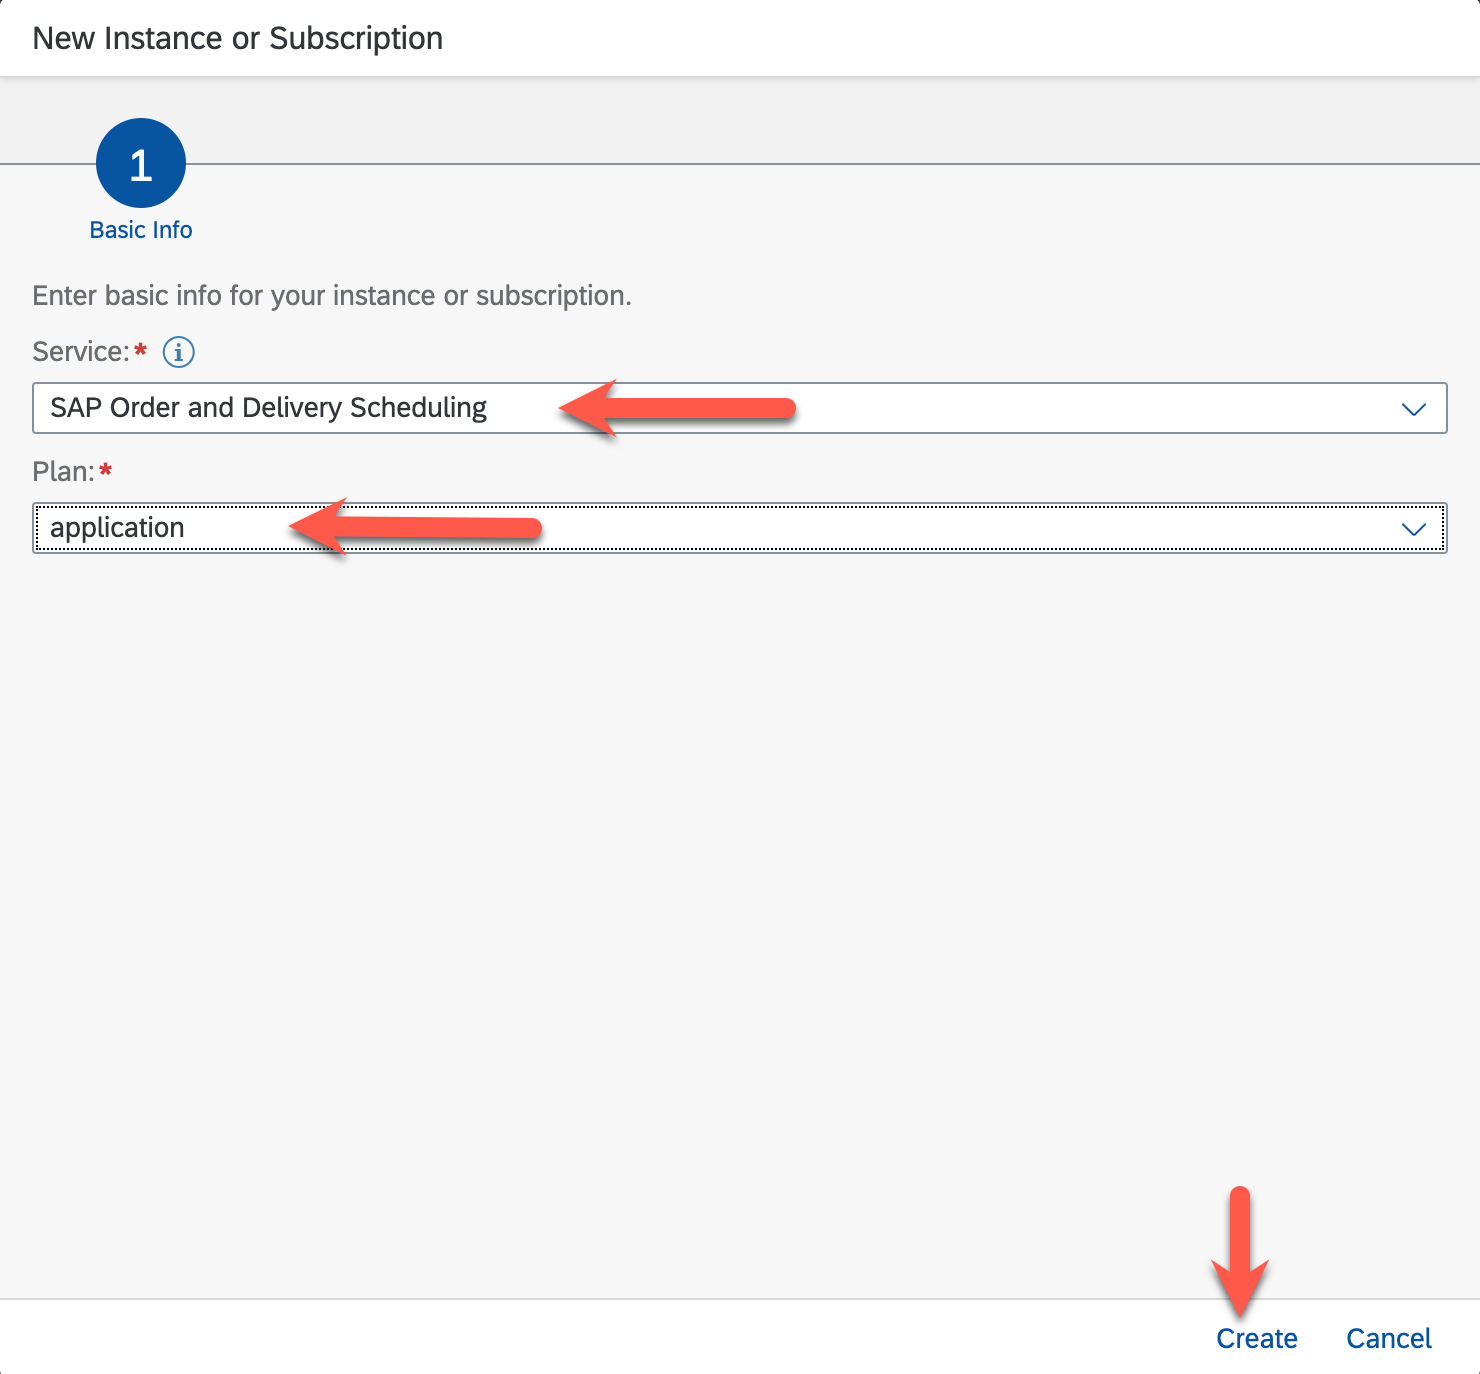 New Instance or Subscription
1
Basic Info
Enter basic info for your instance or subscription.
Service:* i
SAP Order and Delivery Scheduling
Plan:*
application
Create Cancel